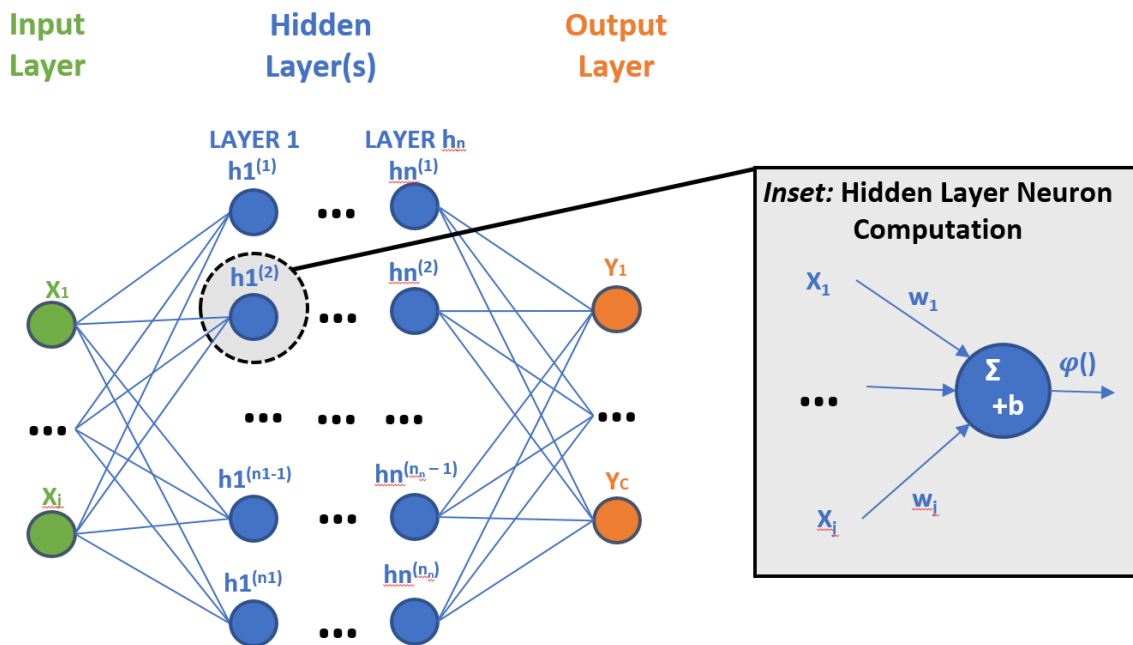 Input Layer
Hidden Layer(s)
Output Layer
LAYER 1
LAYER hₙ
h1⁽¹⁾
...
hn⁽¹⁾
h1⁽²⁾
...
hn⁽²⁾
X₁
Y₁
...
...
...
...
...
h1⁽ⁿ¹⁻¹⁾
...
hn⁽ⁿₙ ⁻ ¹⁾
Xⱼ
Y_C
h1⁽ⁿ¹⁾
...
hn⁽ⁿₙ⁾
Inset: Hidden Layer Neuron
Computation
X₁
w₁
Σ
+b
φ()
...
Xⱼ
wⱼ